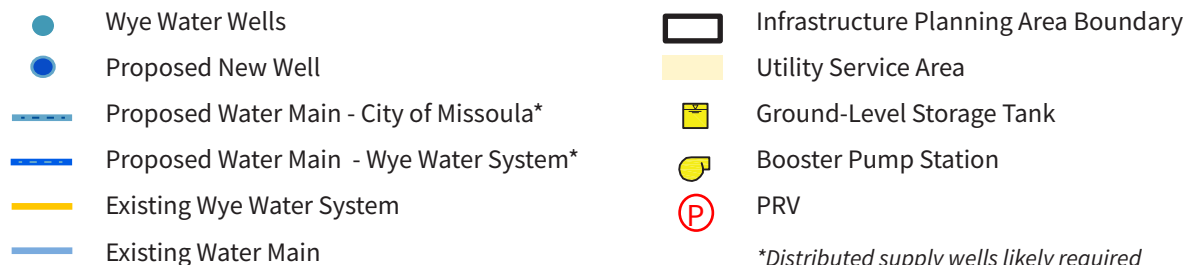 Wye Water Wells
Proposed New Well
Proposed Water Main - City of Missoula*
Proposed Water Main - Wye Water System*
Existing Wye Water System
Existing Water Main
Infrastructure Planning Area Boundary
Utility Service Area
Ground-Level Storage Tank
Booster Pump Station
P PRV
*Distributed supply wells likely required